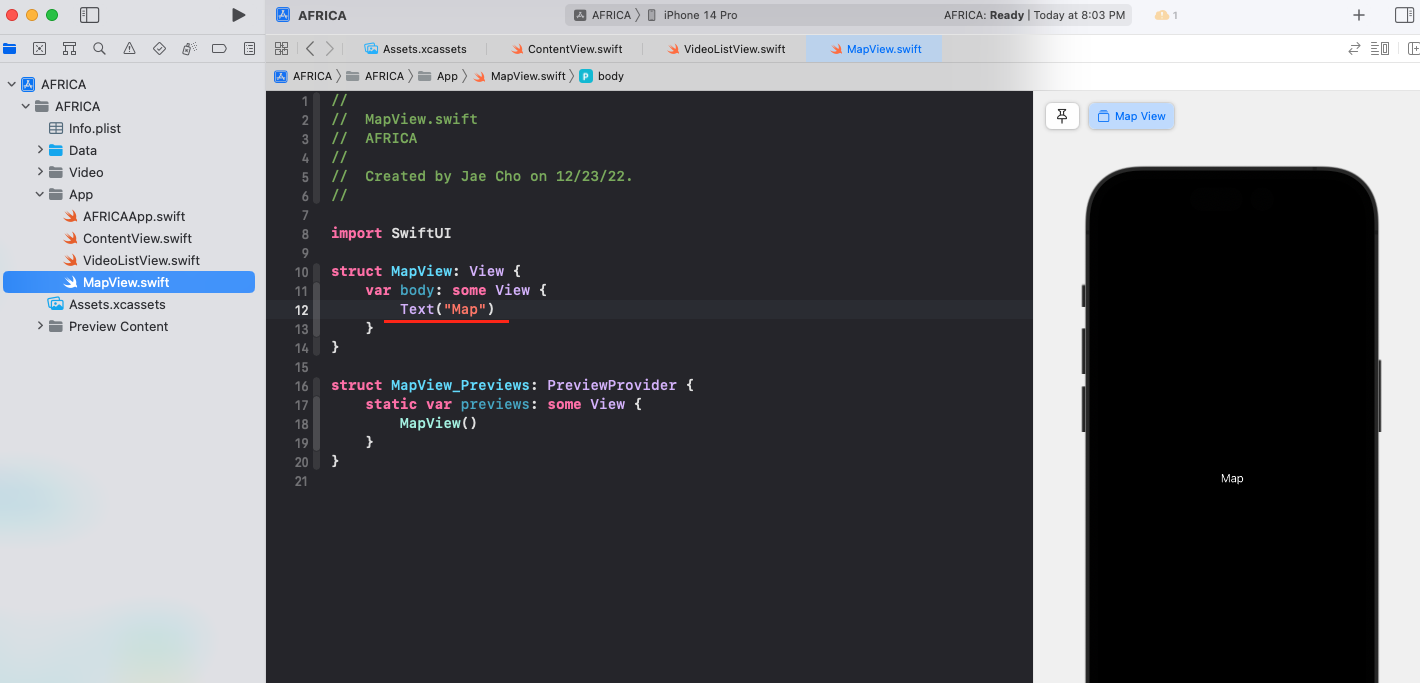 AFRICA
AFRICA 〉 iPhone 14 Pro
AFRICA: Ready | Today at 8:03 PM
1
Assets.xcassets
ContentView.swift
VideoListView.swift
MapView.swift
AFRICA 〉 AFRICA 〉 App 〉 MapView.swift 〉 P body
AFRICA
AFRICA
Info.plist
Data
Video
App
AFRICAApp.swift
ContentView.swift
VideoListView.swift
MapView.swift
Assets.xcassets
Preview Content
1 //
2 //  MapView.swift
3 //  AFRICA
4 //
5 //  Created by Jae Cho on 12/23/22.
6 //
7
8 import SwiftUI
9
10 struct MapView: View {
11     var body: some View {
12         Text("Map")
13     }
14 }
15
16 struct MapView_Previews: PreviewProvider {
17     static var previews: some View {
18         MapView()
19     }
20 }
21
Map View
Map